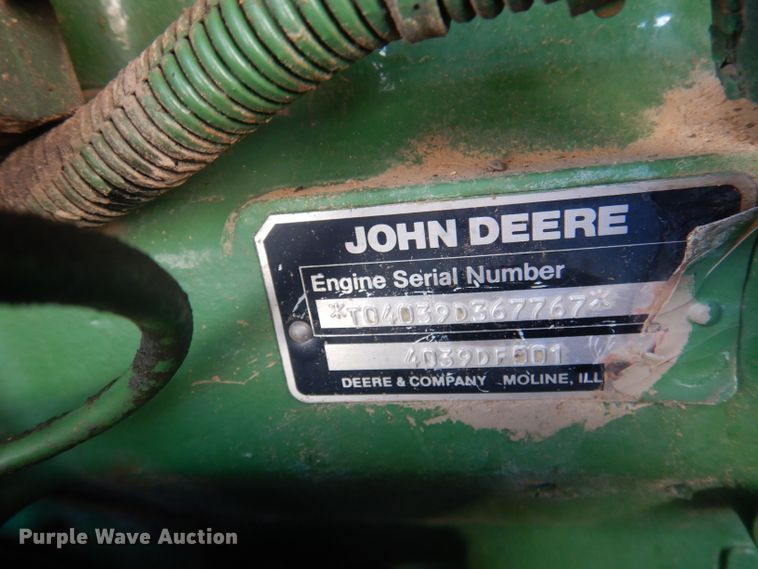 JOHN DEERE
Engine Serial Number
*T04039D367767*
4039DF001
DEERE & COMPANY MOLINE, ILL
Purple Wave Auction